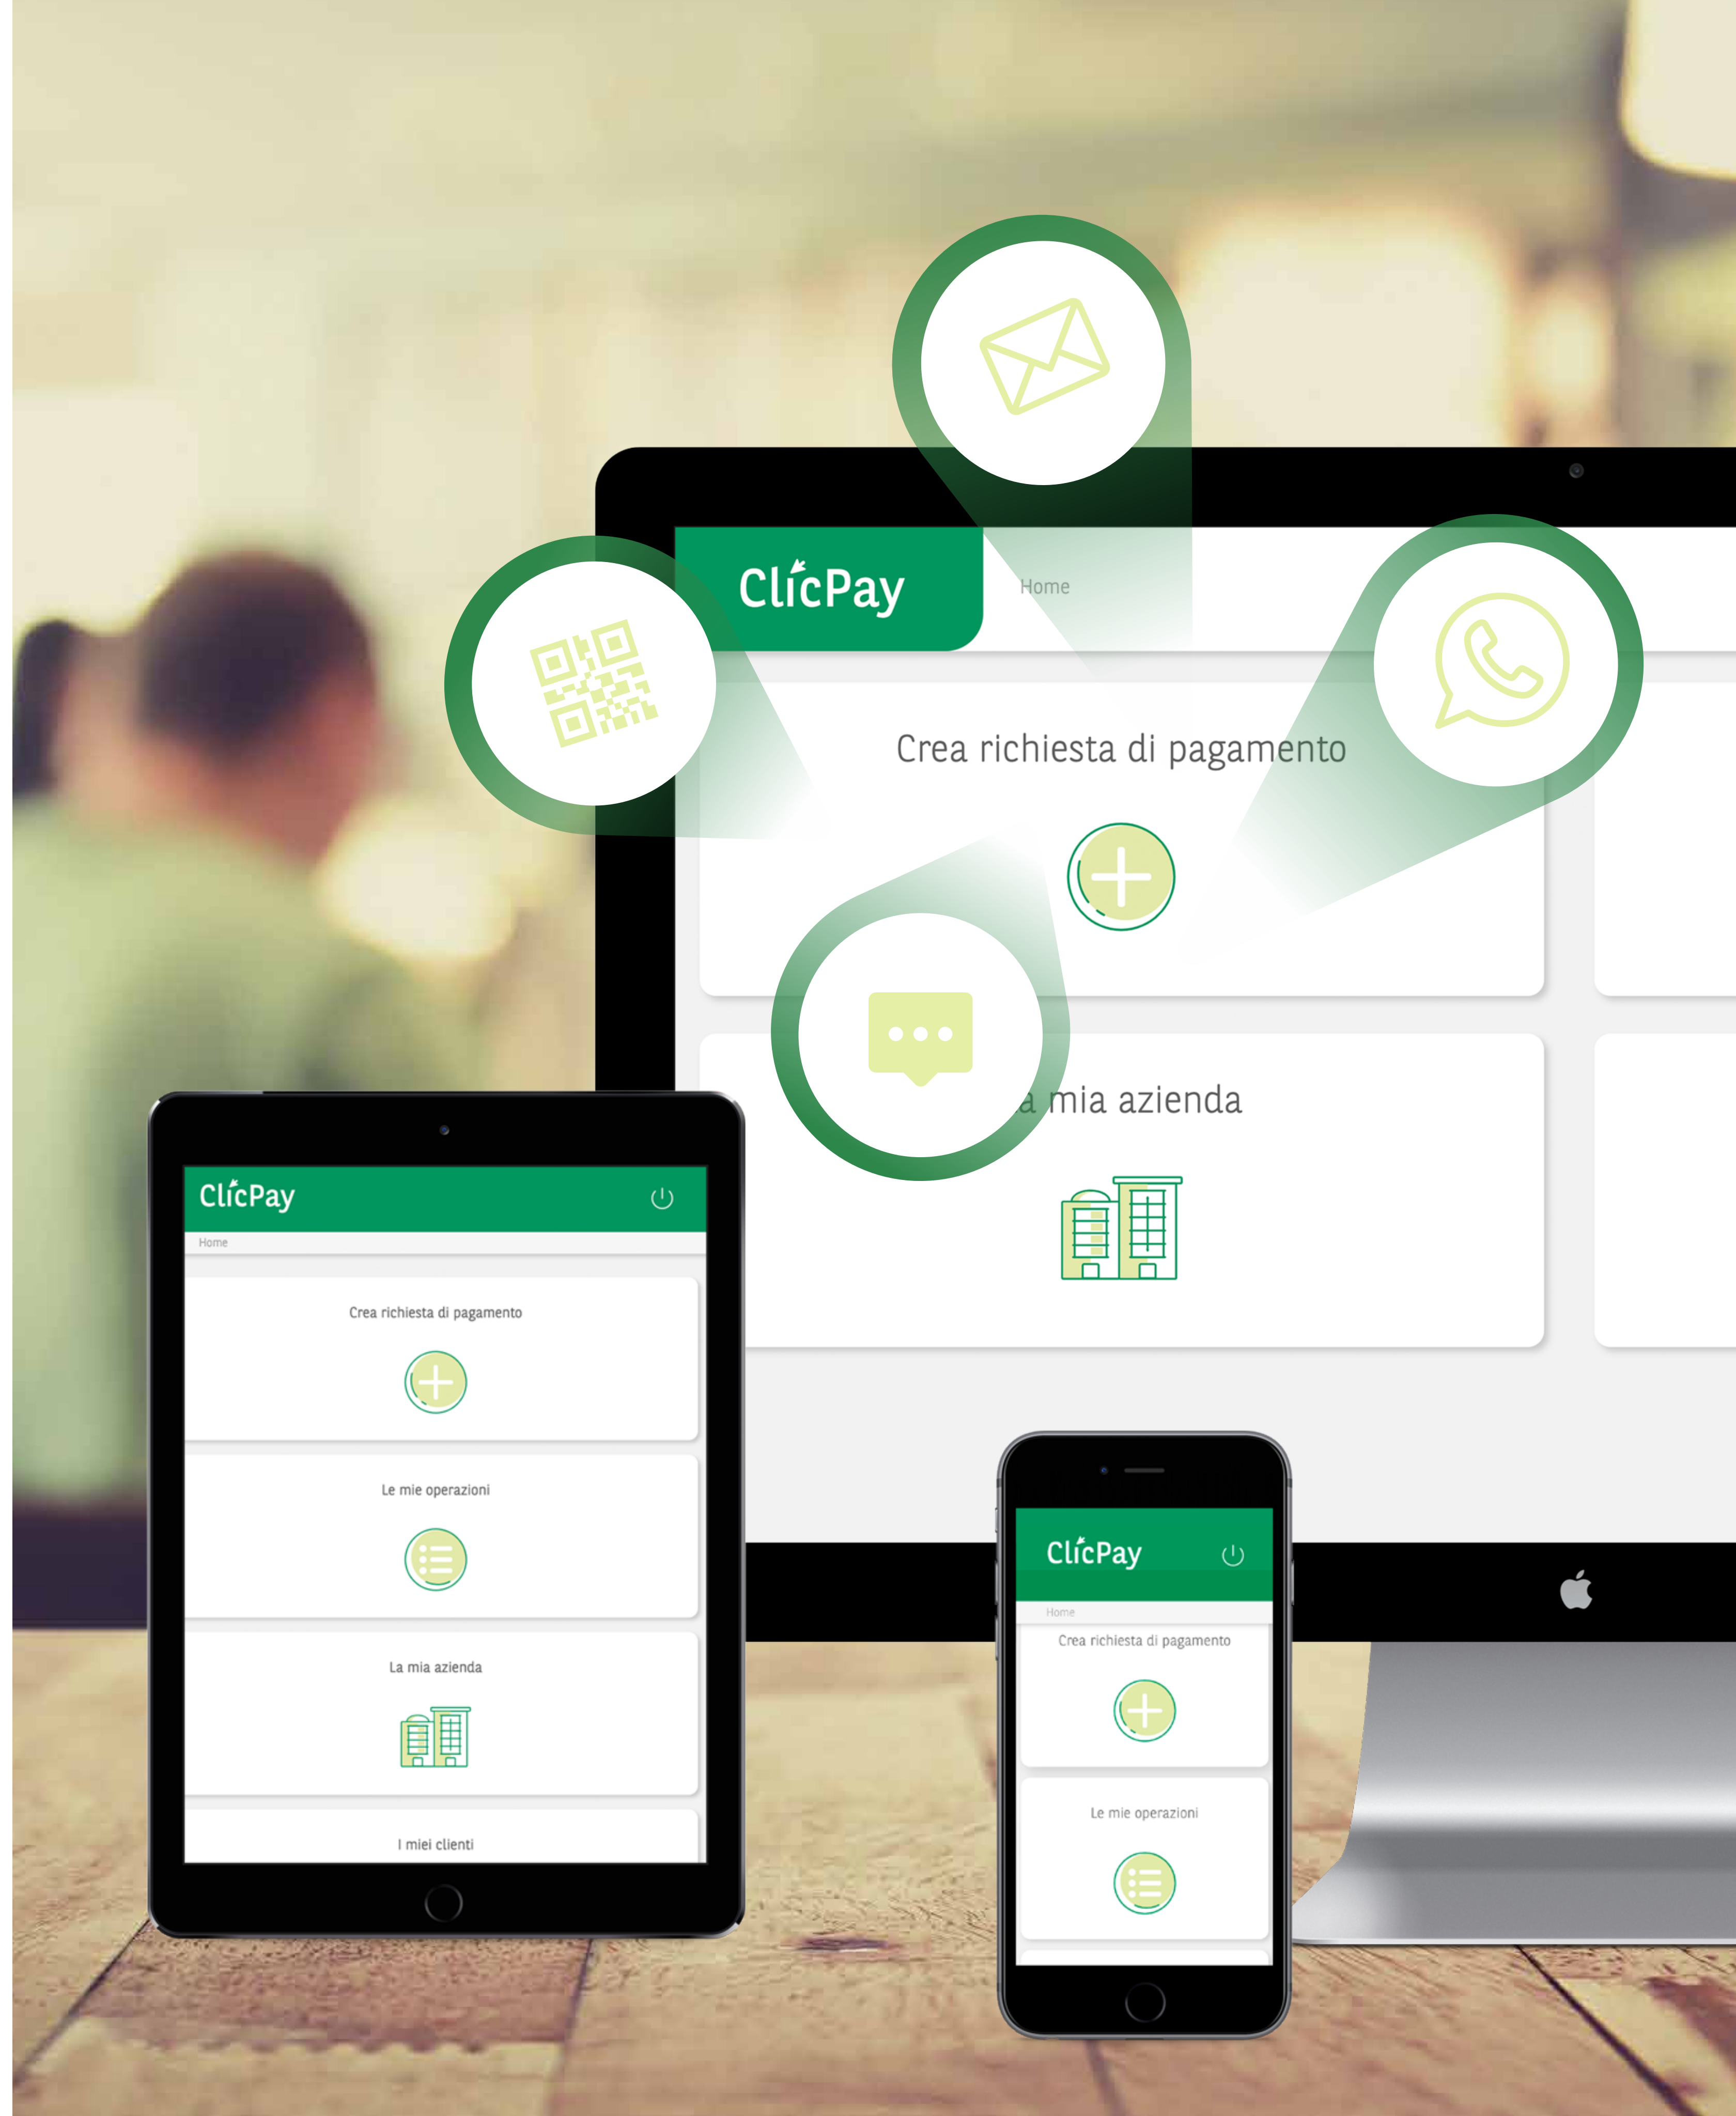 ClicPay
Home
Crea richiesta di pagamento
a mia azienda
ClicPay
Home
Crea richiesta di pagamento
Le mie operazioni
La mia azienda
I miei clienti
ClicPay
Home
Crea richiesta di pagamento
Le mie operazioni